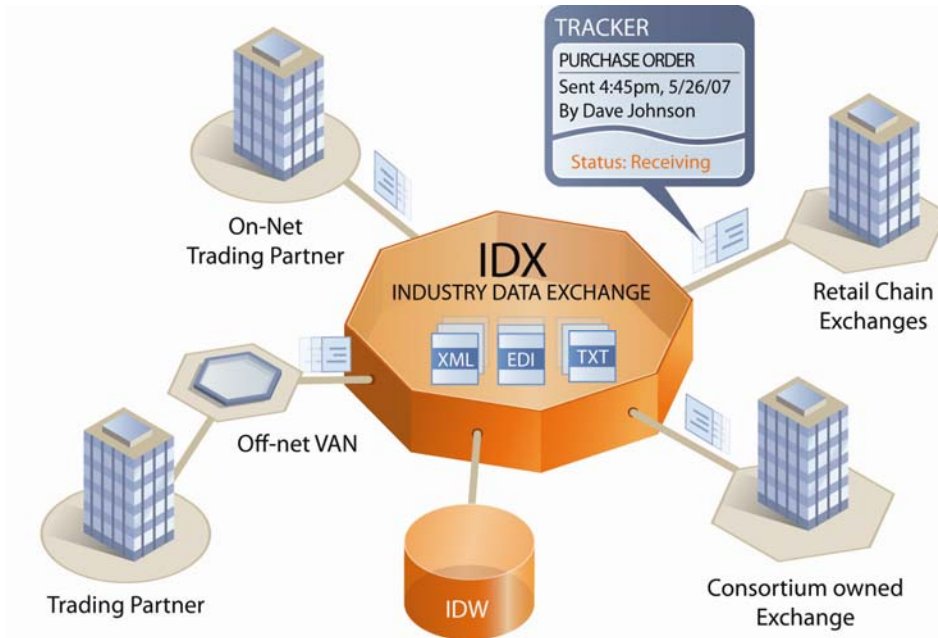 TRACKER
PURCHASE ORDER
Sent 4:45pm, 5/26/07
By Dave Johnson
Status: Receiving
On-Net
Trading Partner
IDX
INDUSTRY DATA EXCHANGE
XML
EDI
TXT
Retail Chain
Exchanges
Off-net VAN
Trading Partner
IDW
Consortium owned
Exchange